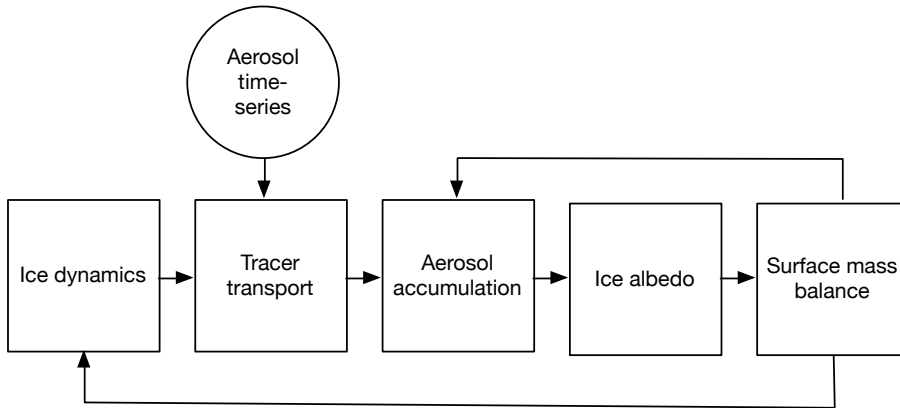 Aerosol
time-
series
Ice dynamics
Tracer
transport
Aerosol
accumulation
Ice albedo
Surface mass
balance